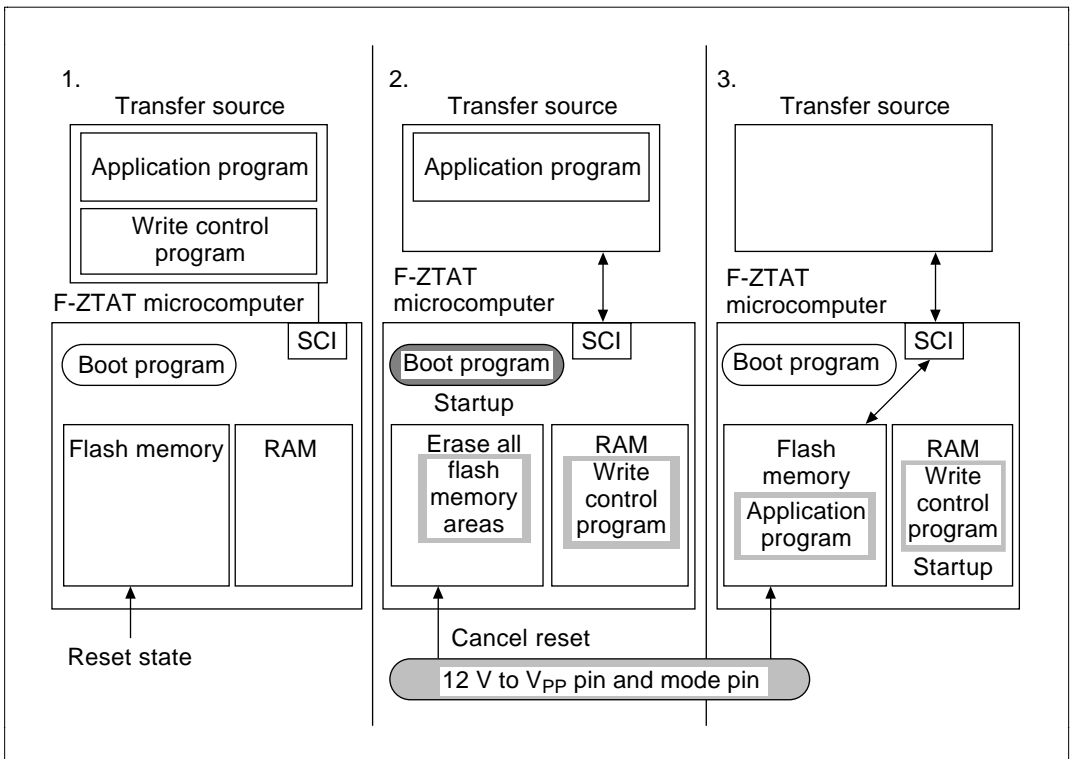 1.
Transfer source
Application program
Write control
program
F-ZTAT microcomputer
SCI
Boot program
Flash memory
RAM
Reset state
2.
Transfer source
Application program
F-ZTAT
microcomputer
SCI
Boot program
Startup
Erase all
flash
memory
areas
RAM
Write
control
program
Cancel reset
12 V to VPP pin and mode pin
3.
Transfer source
F-ZTAT
microcomputer
SCI
Boot program
Flash
memory
Application
program
RAM
Write
control
program
Startup